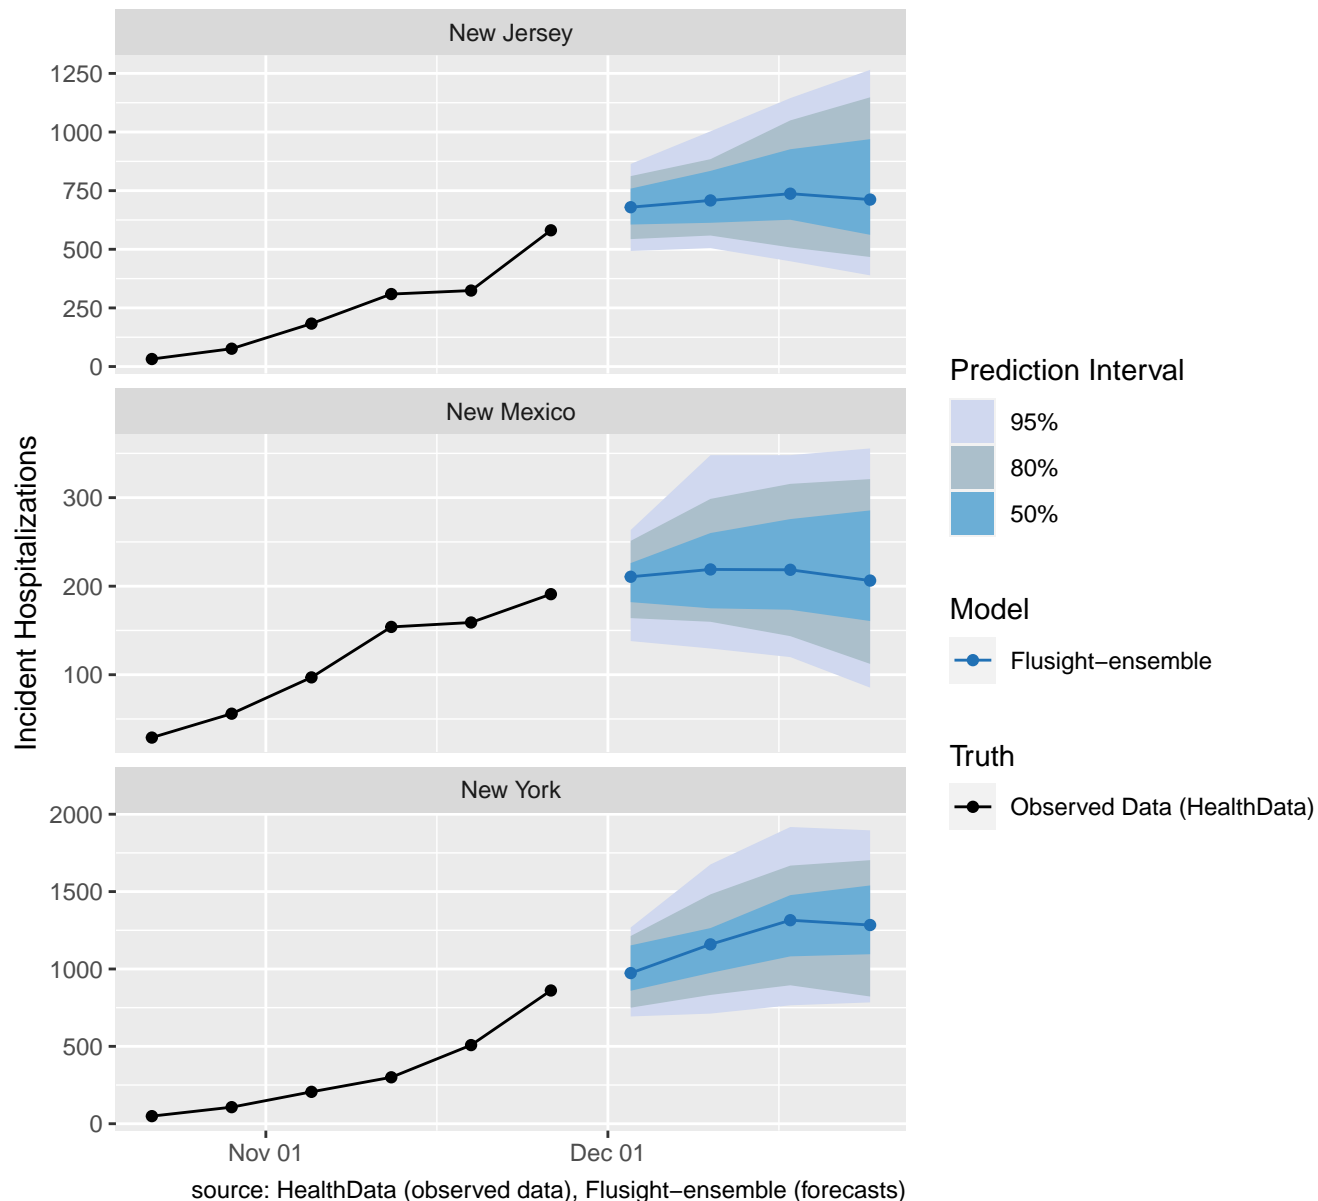 New Jersey
1250
1000
750
500
250
0
New Mexico
300
200
100
Incident Hospitalizations
New York
2000
1500
1000
500
0
Nov 01
Dec 01
source: HealthData (observed data), Flusight−ensemble (forecasts)
Prediction Interval
95%
80%
50%
Model
Flusight−ensemble
Truth
Observed Data (HealthData)